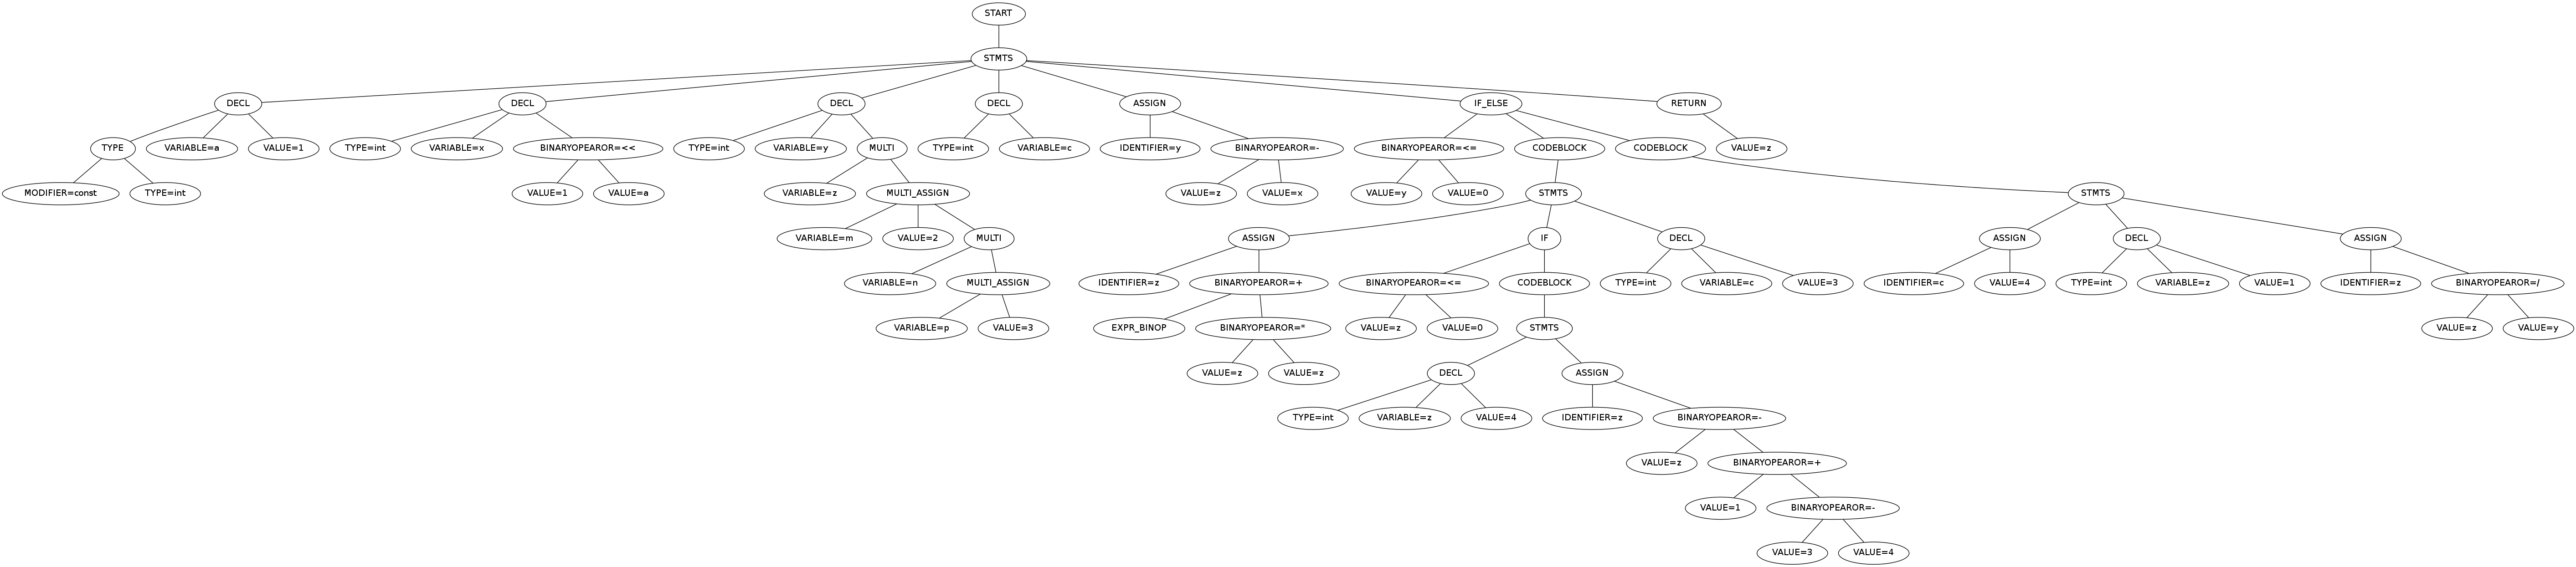 START
STMTS
DECL DECL DECL DECL ASSIGN IF_ELSE RETURN
TYPE VARIABLE=a VALUE=1 TYPE=int VARIABLE=x BINARYOPEAROR=<< TYPE=int VARIABLE=y MULTI TYPE=int VARIABLE=c IDENTIFIER=y BINARYOPEAROR=- BINARYOPEAROR=<= CODEBLOCK CODEBLOCK VALUE=z
MODIFIER=const TYPE=int VALUE=1 VALUE=a VARIABLE=z MULTI_ASSIGN VALUE=z VALUE=x VALUE=y VALUE=0 STMTS STMTS
VARIABLE=m VALUE=2 MULTI ASSIGN IF DECL ASSIGN DECL ASSIGN
VARIABLE=n MULTI_ASSIGN IDENTIFIER=z BINARYOPEAROR=+ BINARYOPEAROR=<= CODEBLOCK TYPE=int VARIABLE=c VALUE=3 IDENTIFIER=c VALUE=4 TYPE=int VARIABLE=z VALUE=1 IDENTIFIER=z BINARYOPEAROR=/
VARIABLE=p VALUE=3 EXPR_BINOP BINARYOPEAROR=* VALUE=z VALUE=0 STMTS VALUE=z VALUE=y
VALUE=z VALUE=z DECL ASSIGN
TYPE=int VARIABLE=z VALUE=4 IDENTIFIER=z BINARYOPEAROR=-
VALUE=z BINARYOPEAROR=+
VALUE=1 BINARYOPEAROR=-
VALUE=3 VALUE=4